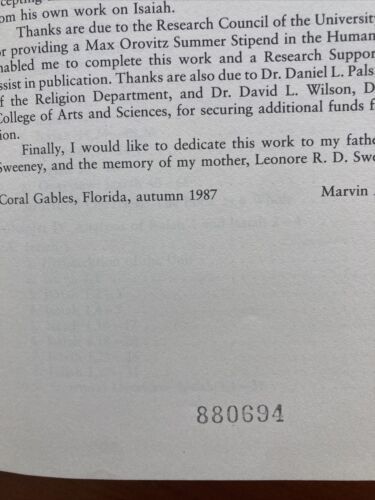 om his own work on Isaiah.
Thanks are due to the Research Council of the University
or providing a Max Orovitz Summer Stipend in the Human
nabled me to complete this work and a Research Suppor
ssist in publication. Thanks are also due to Dr. Daniel L. Pals
f the Religion Department, and Dr. David L. Wilson, D
College of Arts and Sciences, for securing additional funds f
ion.
Finally, I would like to dedicate this work to my fathe
Sweeney, and the memory of my mother, Leonore R. D. Swe
Coral Gables, Florida, autumn 1987 Marvin
880694